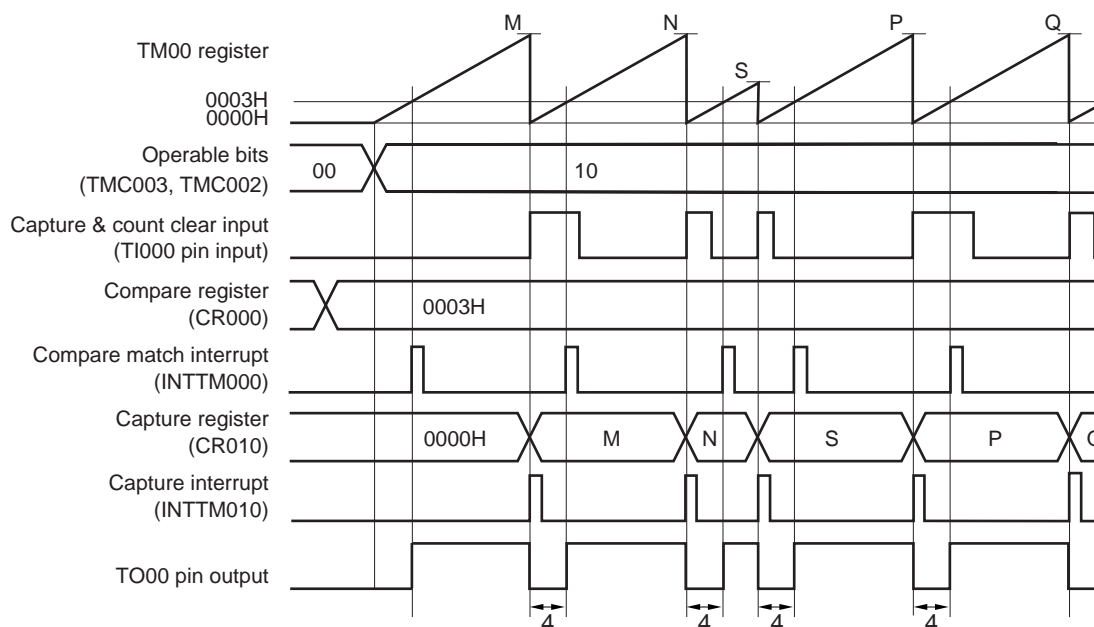 M N S P Q
TM00 register
0003H
0000H
Operable bits
(TMC003, TMC002)
00 10
Capture & count clear input
(TI000 pin input)
Compare register
(CR000)
0003H
Compare match interrupt
(INTTM000)
Capture register
(CR010)
0000H M N S P
Capture interrupt
(INTTM010)
TO00 pin output
4 4 4 4